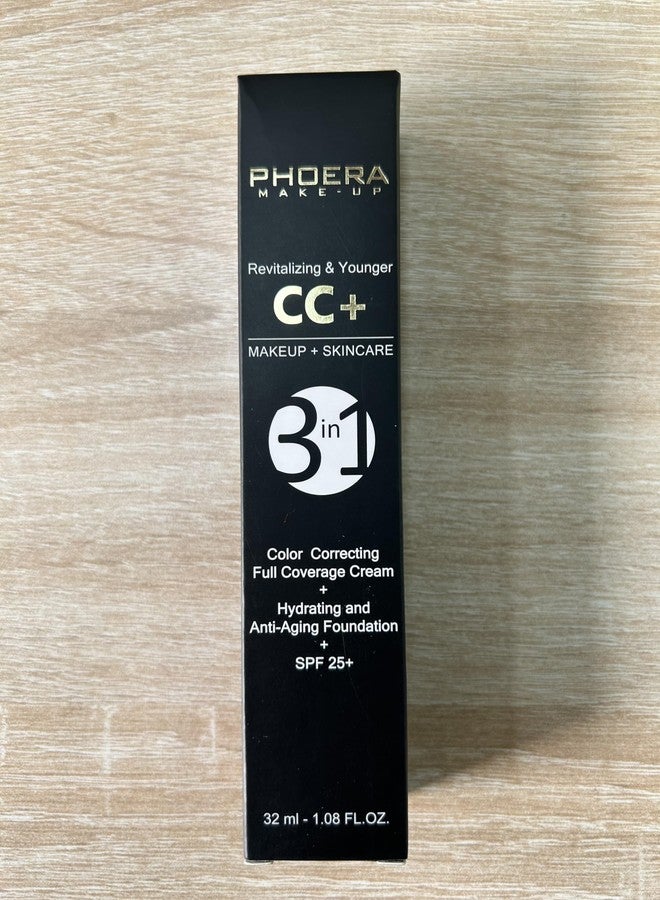 PHOERA
MAKE-UP
Revitalizing & Younger
CC+
MAKEUP + SKINCARE
3 in 1
Color Correcting
Full Coverage Cream
+
Hydrating and
Anti-Aging Foundation
+
SPF 25+
32 ml - 1.08 FL.OZ.